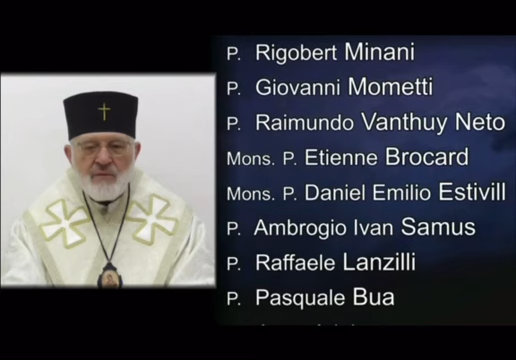 P. Rigobert Minani
P. Giovanni Mometti
P. Raimundo Vanthuy Neto
Mons. P. Etienne Brocard
Mons. P. Daniel Emilio Estivill
P. Ambrogio Ivan Samus
P. Raffaele Lanzilli
P. Pasquale Bua